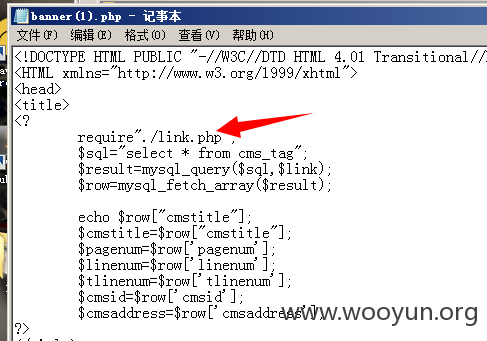 banner(1).php - 记事本
文件(F) 编辑(E) 格式(O) 查看(V) 帮助(H)
<!DOCTYPE HTML PUBLIC "-//W3C//DTD HTML 4.01 Transitional//
<HTML xmlns="http://www.w3.org/1999/xhtml">
<head>
<title>
<?
require"./link.php";
$sql="select * from cms_tag";
$result=mysql_query($sql,$link);
$row=mysql_fetch_array($result);
echo $row["cmstitle"];
$cmstitle=$row["cmstitle"];
$pagenum=$row['pagenum'];
$linenum=$row['linenum'];
$tlinenum=$row['tlinenum'];
$cmsid=$row['cmsid'];
$cmsaddress=$row['cmsaddress'];
?>
www.wooyun.org